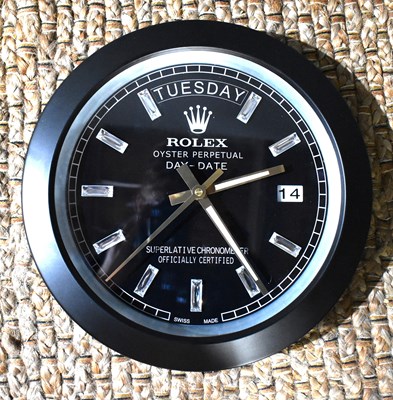 TUESDAY
ROLEX
OYSTER PERPETUAL
DAY-DATE
14
SUPERLATIVE CHRONOMETER
OFFICIALLY CERTIFIED
SWISS MADE